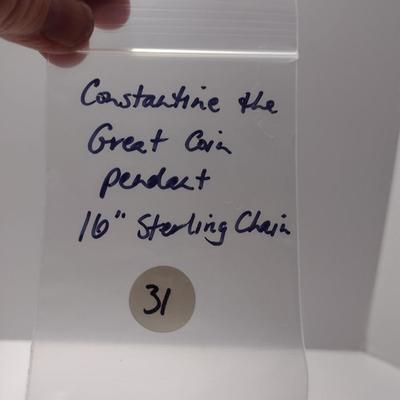 Constantine the
Great Coin
pendant
16" Sterling Chain
31